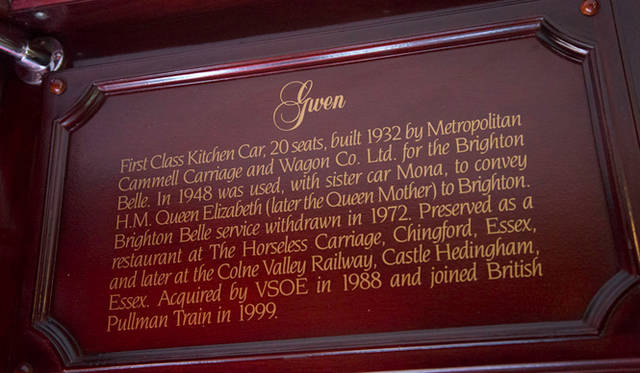 Gwen
First Class Kitchen Car, 20 seats, built 1932 by Metropolitan
Cammell Carriage and Wagon Co. Ltd. for the Brighton
Belle. In 1948 was used, with sister car Mona, to convey
H.M. Queen Elizabeth (later the Queen Mother) to Brighton.
Brighton Belle service withdrawn in 1972. Preserved as a
restaurant at The Horseless Carriage, Chingford, Essex,
and later at the Colne Valley Railway, Castle Hedingham,
Essex. Acquired by VSOE in 1988 and joined British
Pullman Train in 1999.